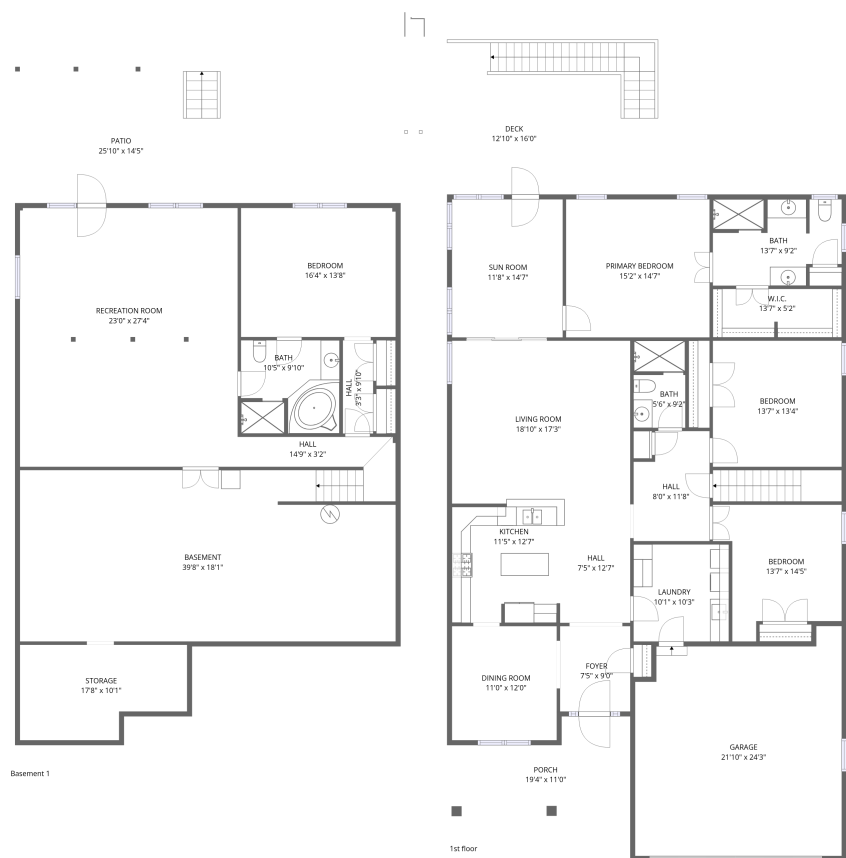 PATIO
25'10" x 14'5"
BEDROOM
16'4" x 13'8"
RECREATION ROOM
23'0" x 27'4"
BATH
10'5" x 9'10"
HALL
3'3" x 9'10"
HALL
14'9" x 3'2"
BASEMENT
39'8" x 18'1"
STORAGE
17'8" x 10'1"
Basement 1
DECK
12'10" x 16'0"
SUN ROOM
11'8" x 14'7"
PRIMARY BEDROOM
15'2" x 14'7"
BATH
13'7" x 9'2"
W.I.C.
13'7" x 5'2"
LIVING ROOM
18'10" x 17'3"
BATH
5'6" x 9'2"
BEDROOM
13'7" x 13'4"
HALL
8'0" x 11'8"
KITCHEN
11'5" x 12'7"
HALL
7'5" x 12'7"
BEDROOM
13'7" x 14'5"
LAUNDRY
10'1" x 10'3"
DINING ROOM
11'0" x 12'0"
FOYER
7'5" x 9'0"
GARAGE
21'10" x 24'3"
PORCH
19'4" x 11'0"
1st floor